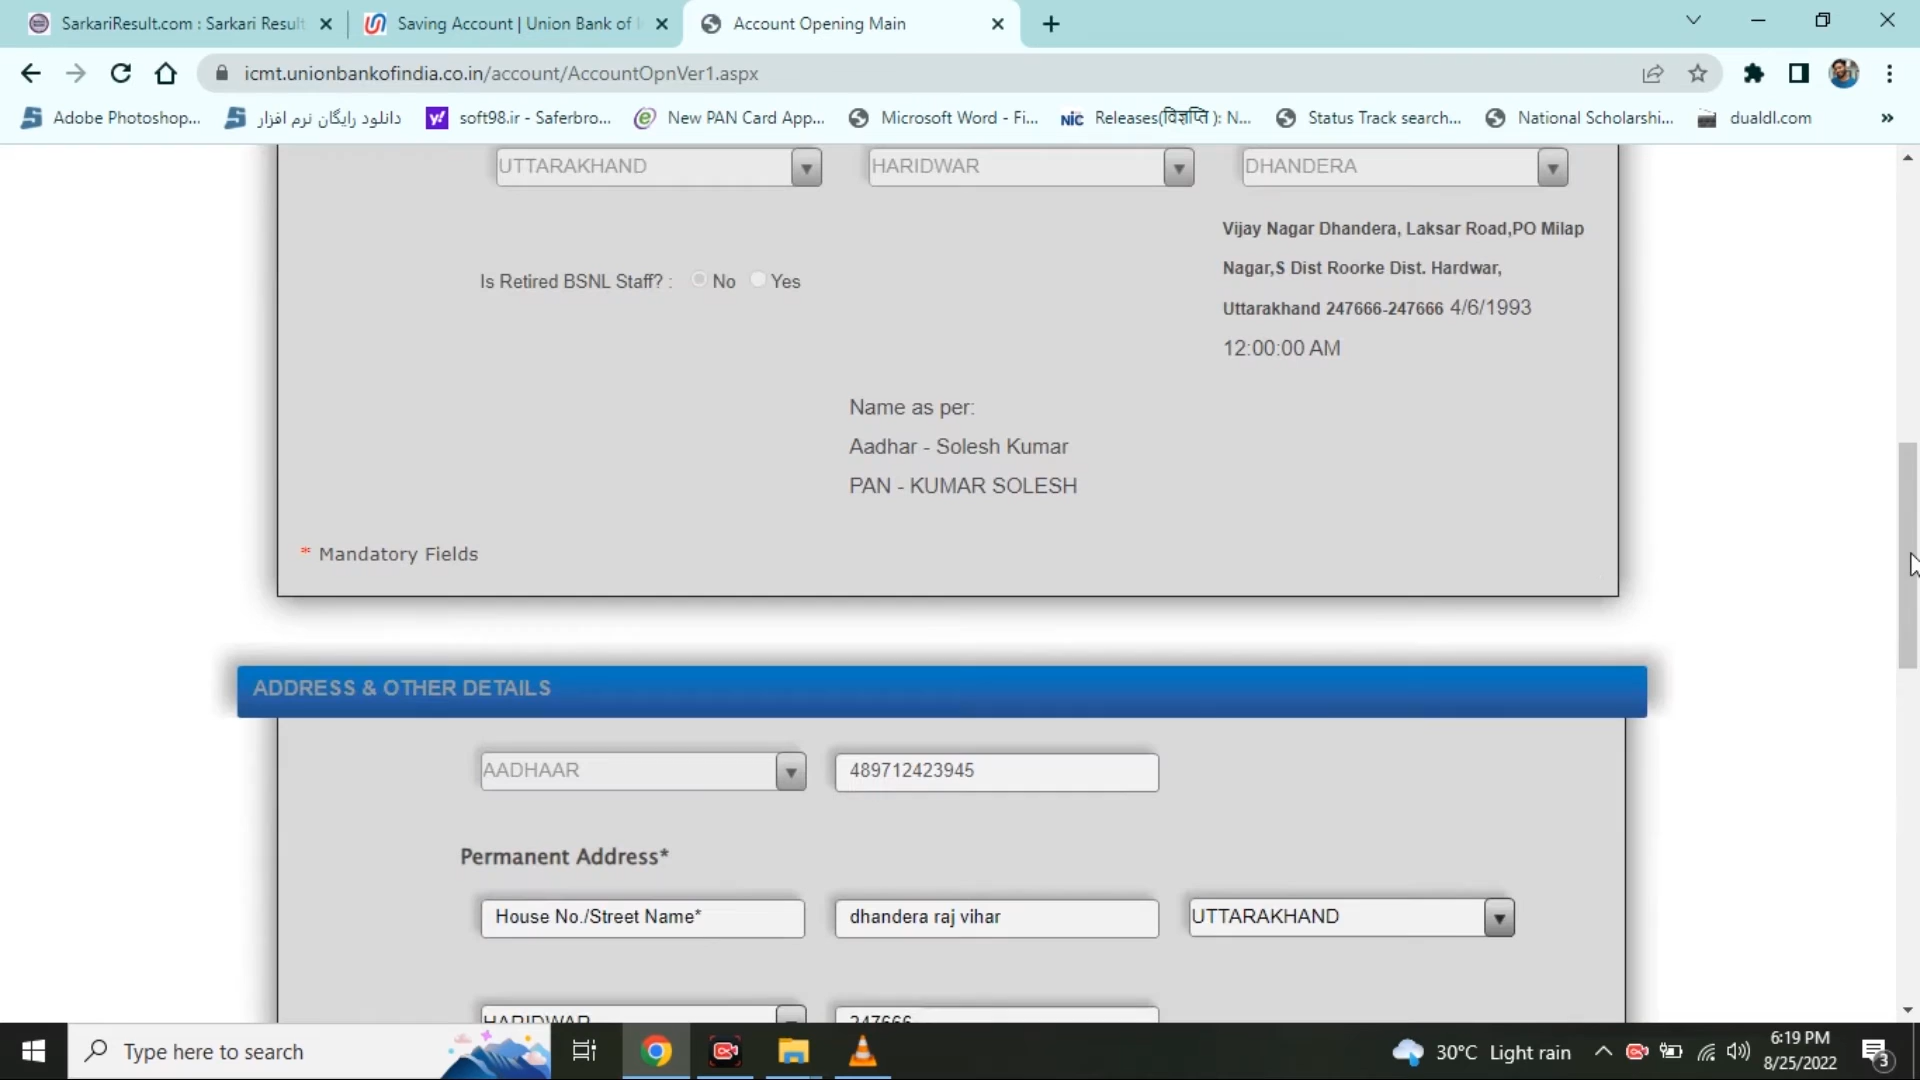 SarkariResult.com : Sarkari Result
Saving Account | Union Bank of I
Account Opening Main
icmt.unionbankofindia.co.in/account/AccountOpnVer1.aspx
Adobe Photoshop...
دانلود رایگان نرم افزار
soft98.ir - Saferbro...
New PAN Card App...
Microsoft Word - Fi...
NIC
Releases(विज्ञप्ति ): N...
Status Track search...
National Scholarshi...
dualdl.com
»
UTTARAKHAND
HARIDWAR
DHANDERA
Vijay Nagar Dhandera, Laksar Road,PO Milap
Nagar,S Dist Roorke Dist. Hardwar,
Uttarakhand 247666-247666 4/6/1993
12:00:00 AM
Is Retired BSNL Staff? : No Yes
Name as per:
Aadhar - Solesh Kumar
PAN - KUMAR SOLESH
* Mandatory Fields
ADDRESS & OTHER DETAILS
AADHAAR
489712423945
Permanent Address*
House No./Street Name*
dhandera raj vihar
UTTARAKHAND
HARIDWAR
247666
Type here to search
30°C Light rain
6:19 PM
8/25/2022
3